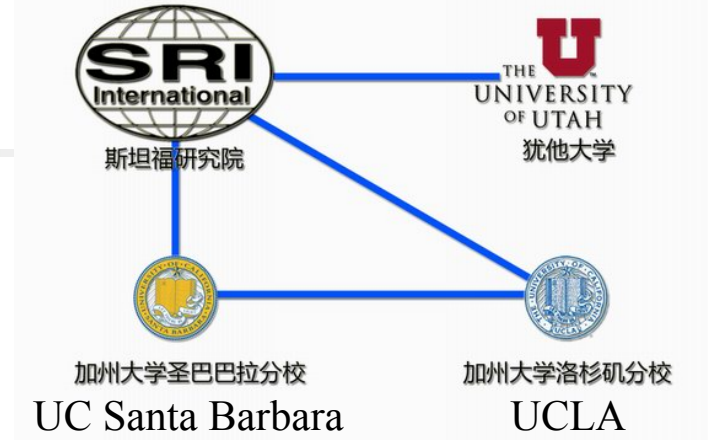 SRI
International
斯坦福研究院
U
THE
UNIVERSITY
OF UTAH
犹他大学
加州大学圣巴巴拉分校
UC Santa Barbara
加州大学洛杉矶分校
UCLA